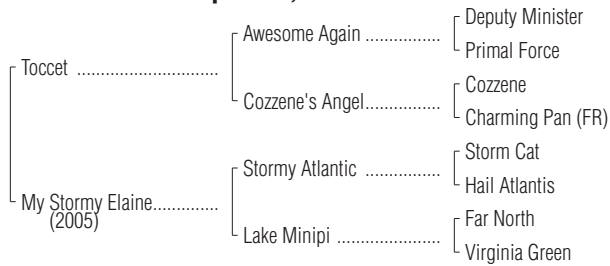 Deputy Minister
Awesome Again ................
Primal Force
Toccet ..............................
Cozzene
Cozzene's Angel................
Charming Pan (FR)
Storm Cat
Stormy Atlantic ................
Hail Atlantis
My Stormy Elaine..............
(2005)
Far North
Lake Minipi ......................
Virginia Green